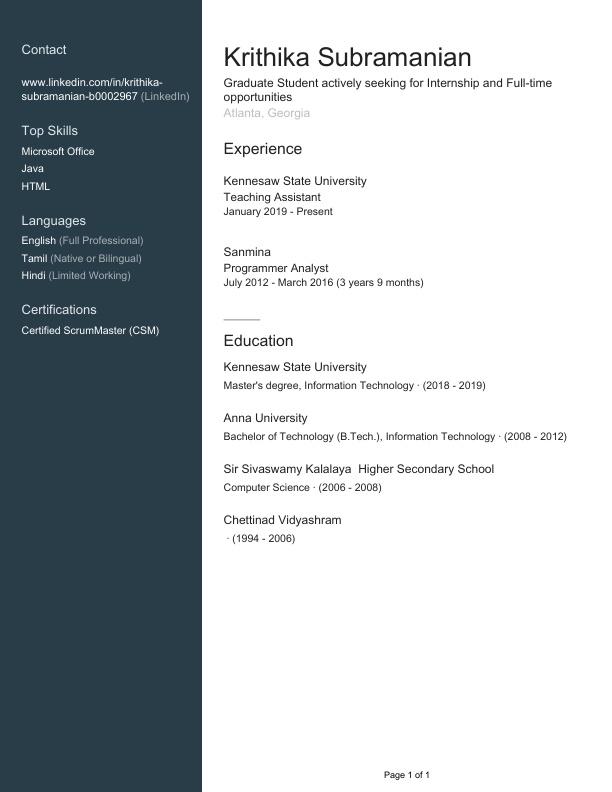 Contact
www.linkedin.com/in/krithika-
subramanian-b0002967 (LinkedIn)
Top Skills
Microsoft Office
Java
HTML
Languages
English (Full Professional)
Tamil (Native or Bilingual)
Hindi (Limited Working)
Certifications
Certified ScrumMaster (CSM)
Krithika Subramanian
Graduate Student actively seeking for Internship and Full-time
opportunities
Atlanta, Georgia
Experience
Kennesaw State University
Teaching Assistant
January 2019 - Present
Sanmina
Programmer Analyst
July 2012 - March 2016 (3 years 9 months)
Education
Kennesaw State University
Master's degree, Information Technology · (2018 - 2019)
Anna University
Bachelor of Technology (B.Tech.), Information Technology · (2008 - 2012)
Sir Sivaswamy Kalalaya  Higher Secondary School
Computer Science · (2006 - 2008)
Chettinad Vidyashram
· (1994 - 2006)
Page 1 of 1